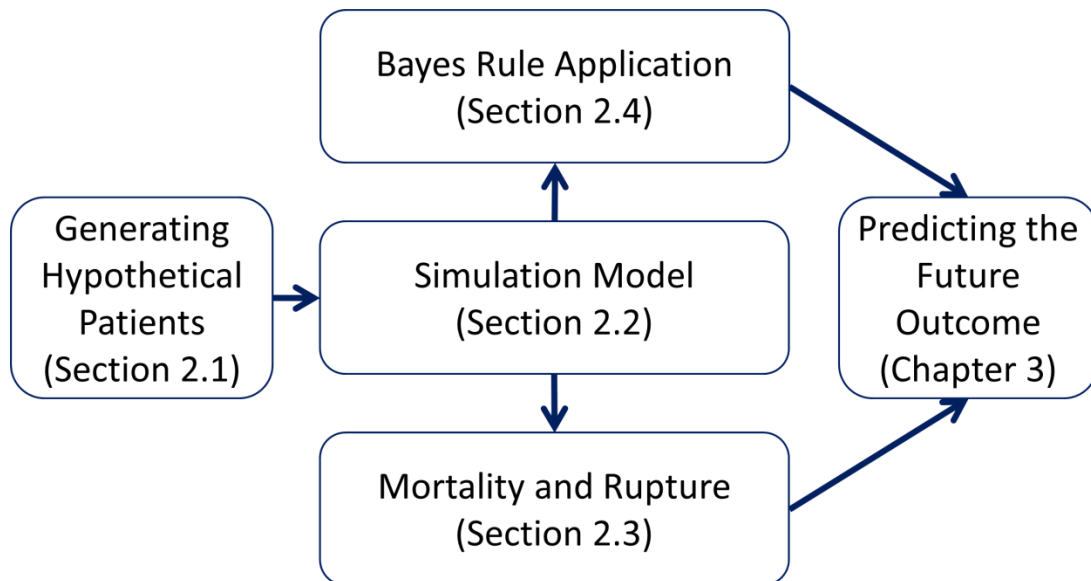 Bayes Rule Application
(Section 2.4)
Generating
Hypothetical
Patients
(Section 2.1)
Simulation Model
(Section 2.2)
Predicting the
Future
Outcome
(Chapter 3)
Mortality and Rupture
(Section 2.3)